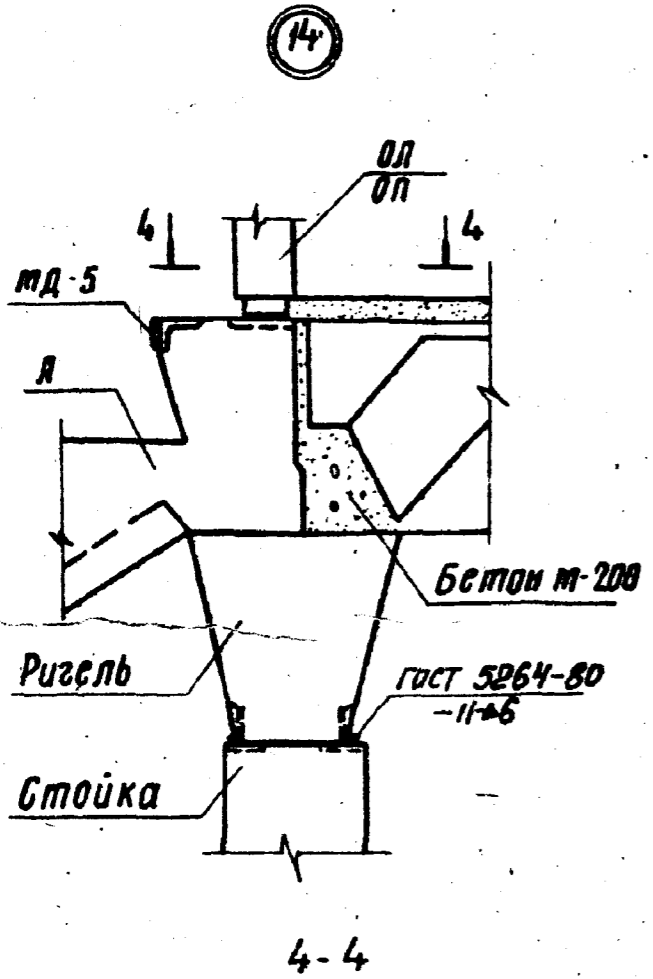 14
ОЛ
ОП
4
4
МД-5
Л
Бетон М-200
Ригель
ГОСТ 5264-80
Стойка
4-4